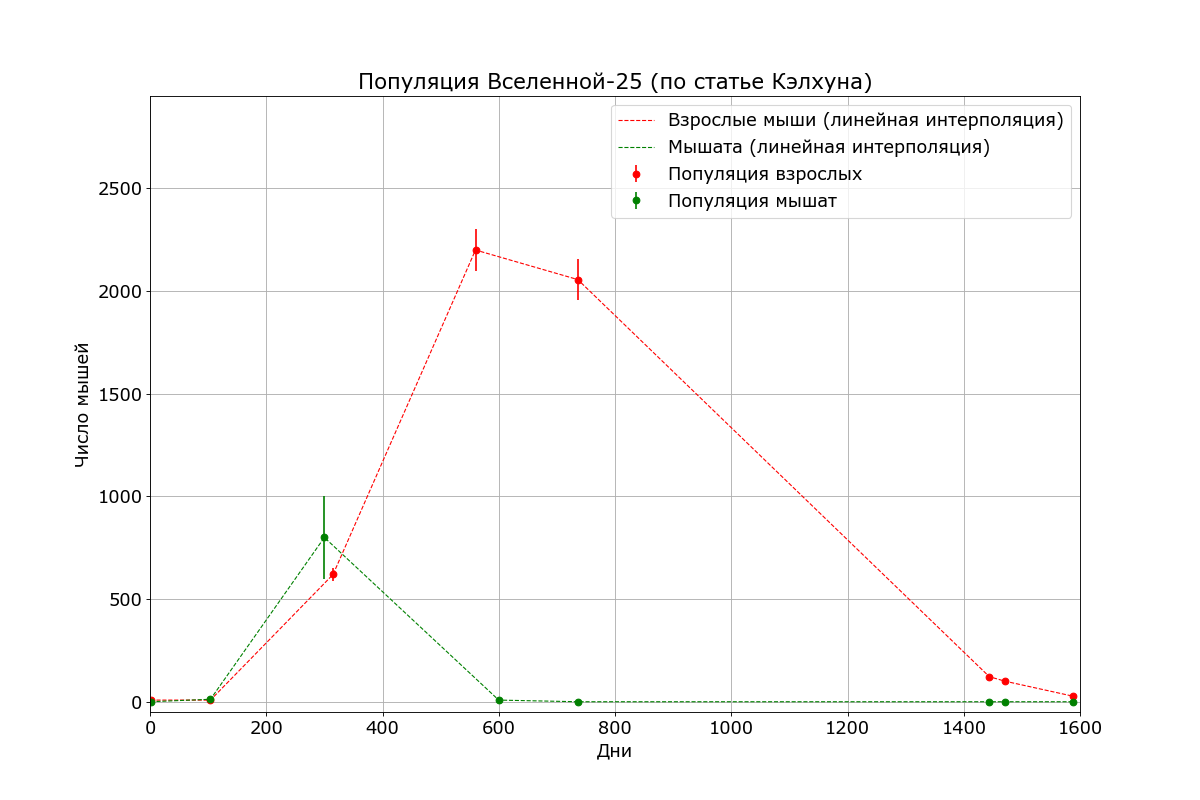 Популяция Вселенной-25 (по статье Кэлхуна)
Взрослые мыши (линейная интерполяция)
Мышата (линейная интерполяция)
Популяция взрослых
Популяция мышат
Число мышей
2500
2000
1500
1000
500
0
0 200 400 600 800 1000 1200 1400 1600
Дни